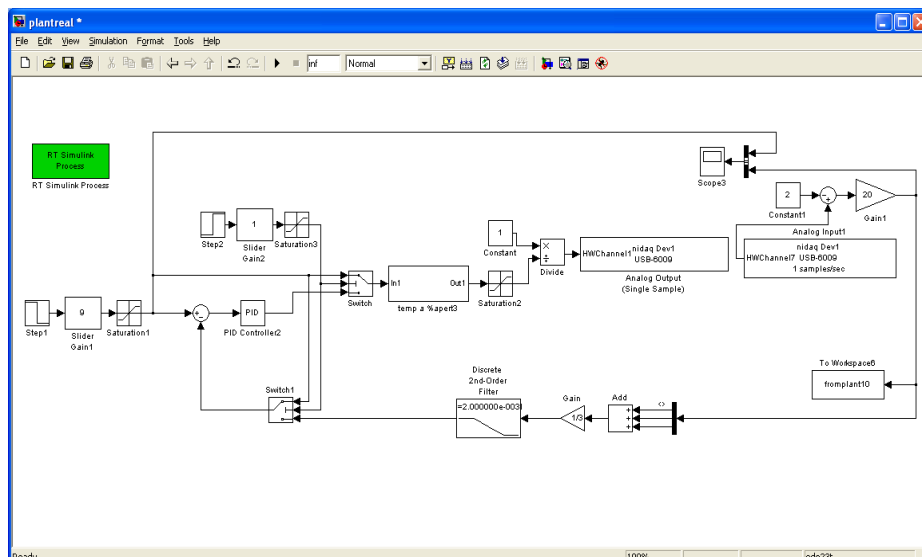 plantreal *
File Edit View Simulation Format Tools Help
inf Normal
RT Simulink
Process
RT Simulink Process
Scope3
2
Constant1
20
Gain1
Step2
1
Slider
Gain2
Saturation3
1
Constant
×
÷
Divide
HWChannel1
nidaq Dev1
USB-6009
Analog Output
(Single Sample)
Analog Input1
HWChannel7
nidaq Dev1
USB-6009
1 samples/sec
Step1
9
Slider
Gain1
Saturation1
PID
PID Controller2
Switch
In1
Out1
temp a %apert3
Saturation2
Switch1
Discrete
2nd-Order
Filter
=2.000000e-003
Gain
1/3
Add
+
+
+
<>
To Workspace6
fromplant10
Ready
100%